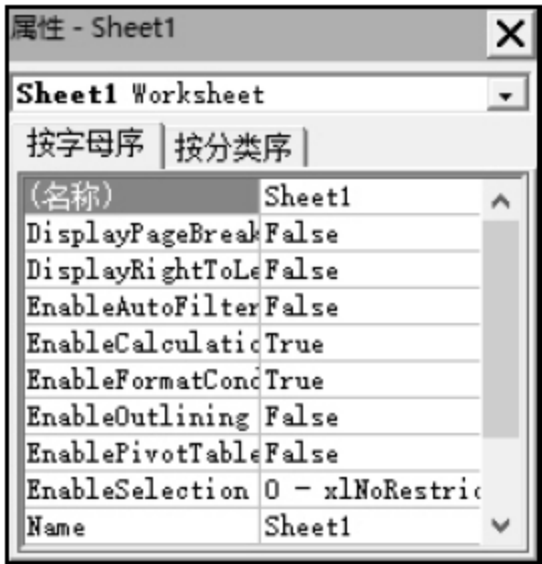 属性 - Sheet1
Sheet1 Worksheet
按字母序 按分类序
(名称) Sheet1
DisplayPageBreak False
DisplayRightToLe False
EnableAutoFilter False
EnableCalculatio True
EnableFormatCond True
EnableOutlining False
EnablePivotTable False
EnableSelection 0 - xlNoRestric
Name Sheet1